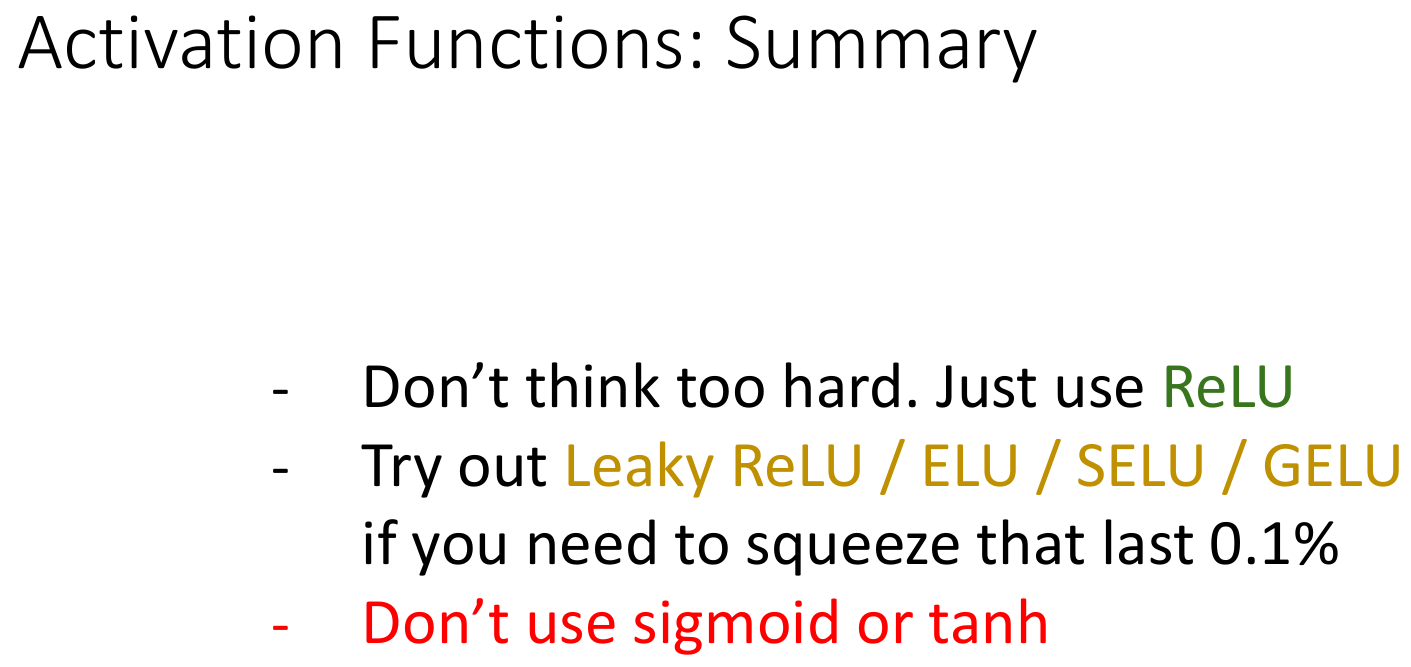 Activation Functions: Summary
- Don’t think too hard. Just use ReLU
- Try out Leaky ReLU / ELU / SELU / GELU
if you need to squeeze that last 0.1%
- Don’t use sigmoid or tanh